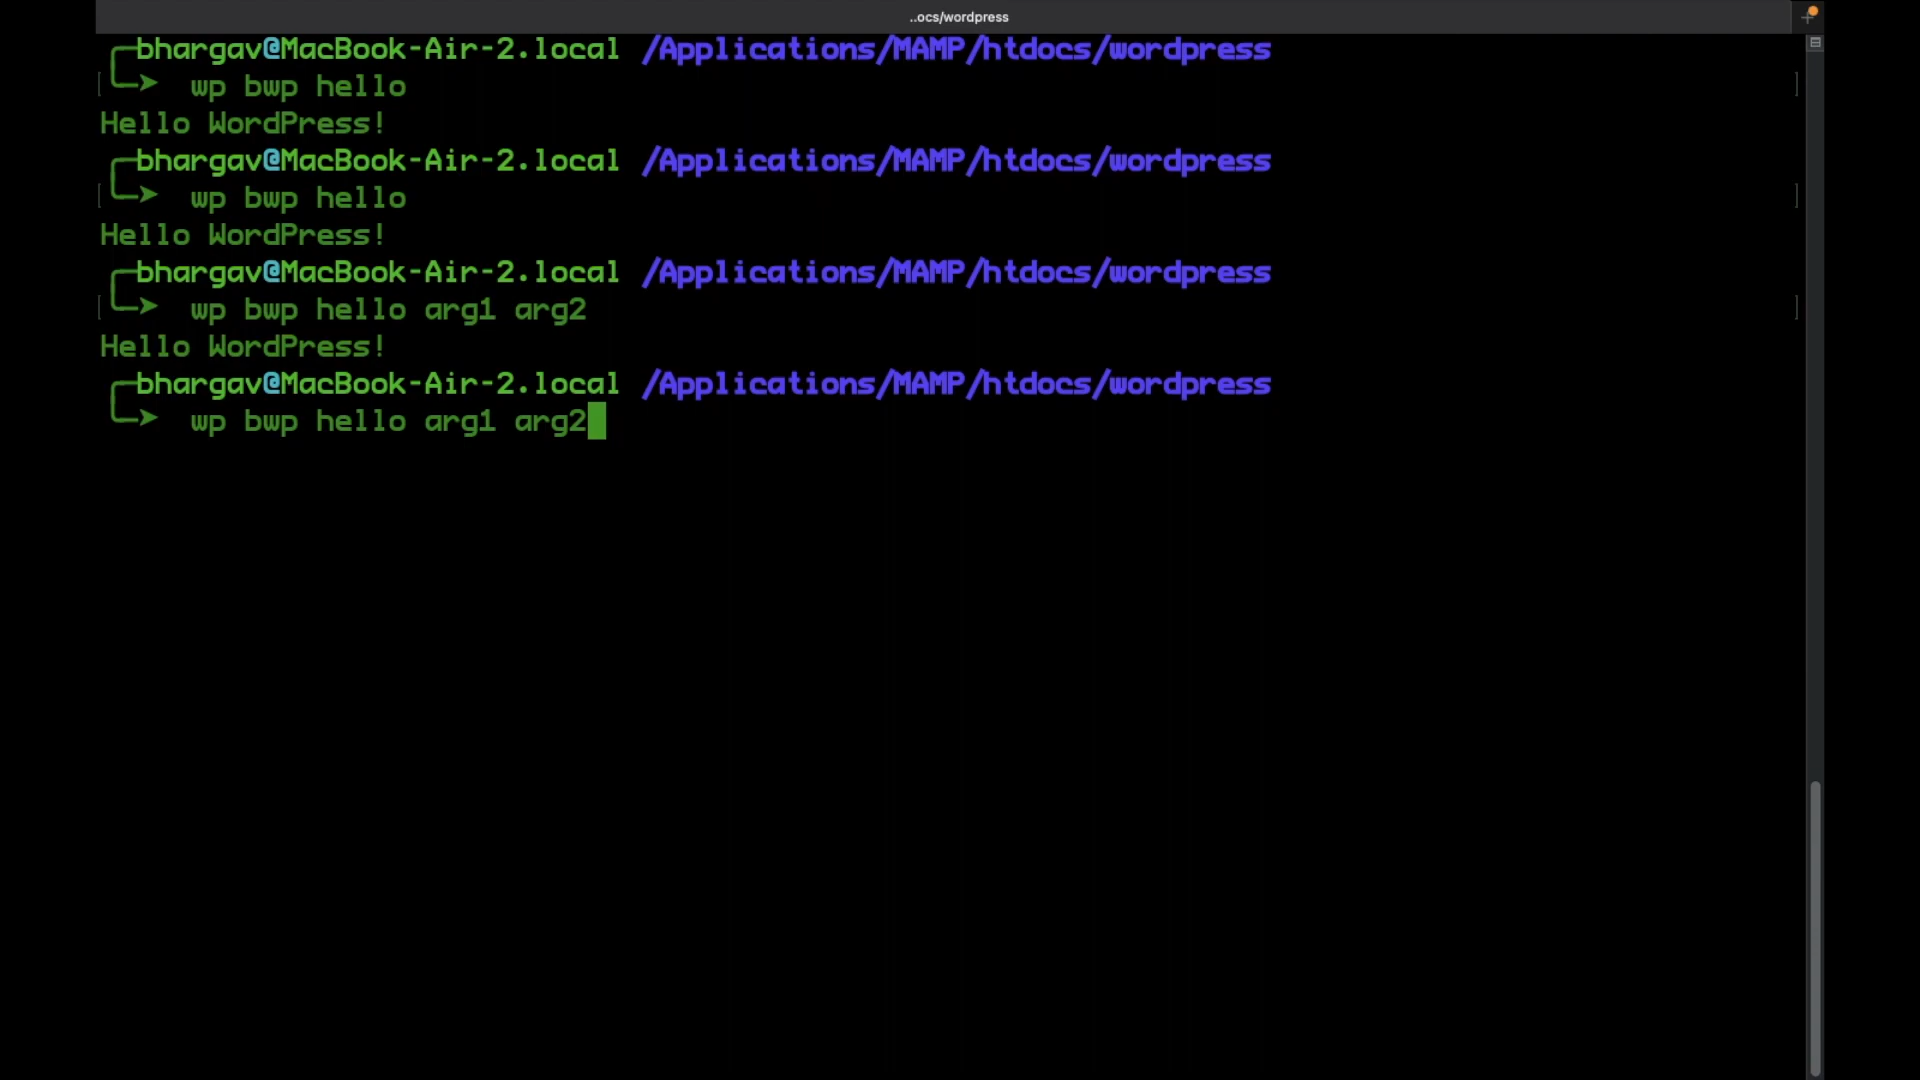 ..ocs/wordpress
bhargav@MacBook-Air-2.local /Applications/MAMP/htdocs/wordpress
wp bwp hello
Hello WordPress!
bhargav@MacBook-Air-2.local /Applications/MAMP/htdocs/wordpress
wp bwp hello
Hello WordPress!
bhargav@MacBook-Air-2.local /Applications/MAMP/htdocs/wordpress
wp bwp hello arg1 arg2
Hello WordPress!
bhargav@MacBook-Air-2.local /Applications/MAMP/htdocs/wordpress
wp bwp hello arg1 arg2